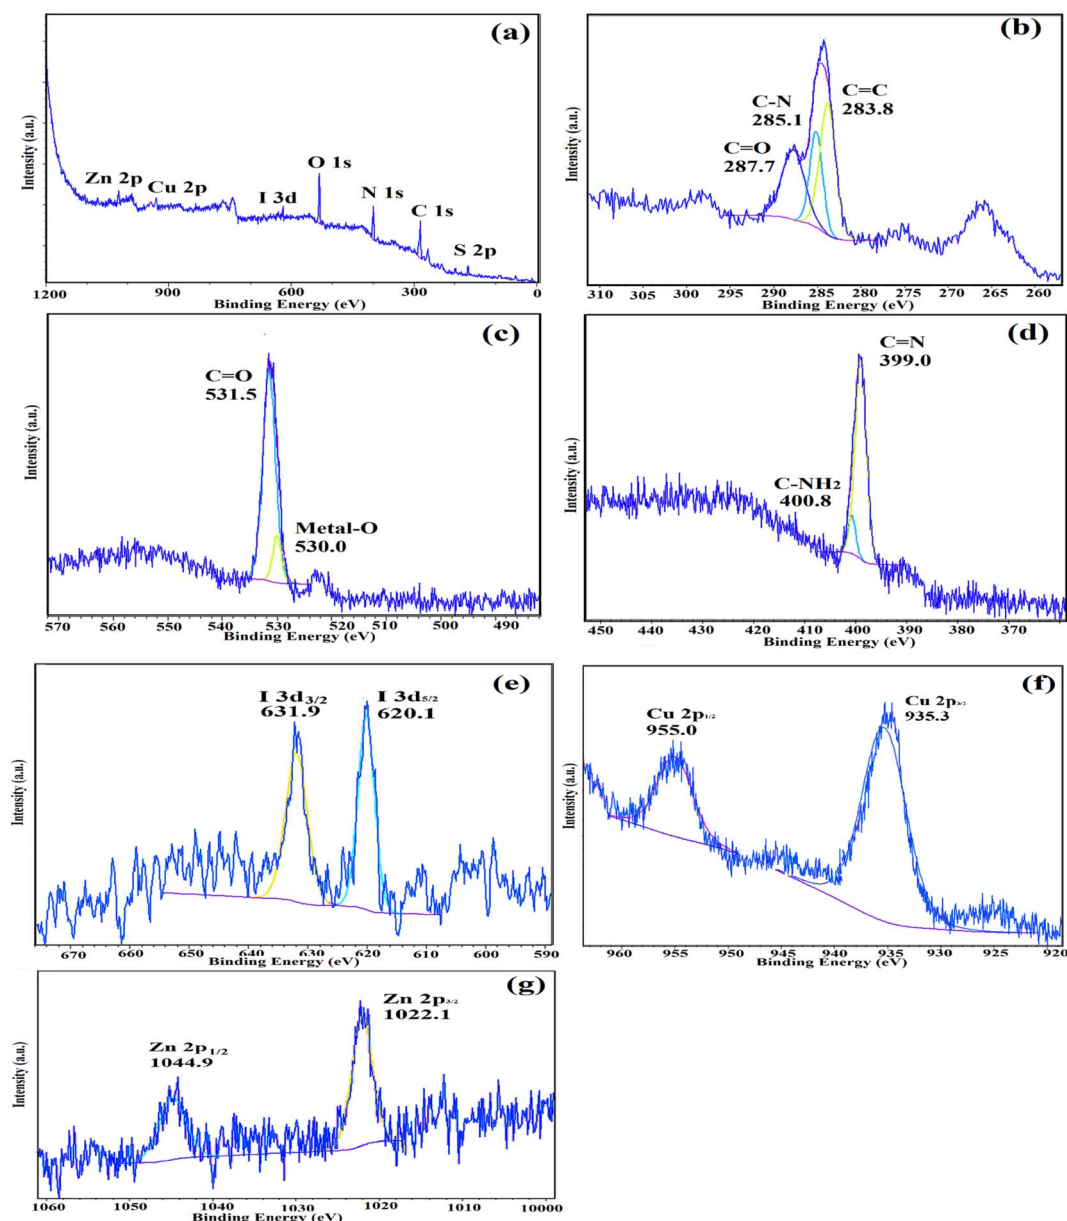 (a)
Intensity (a.u.)
Zn 2p
Cu 2p
I 3d
O 1s
N 1s
C 1s
S 2p
1200 900 600 300 0
Binding Energy (eV)
(b)
Intensity (a.u.)
C=C
283.8
C-N
285.1
C=O
287.7
310 305 300 295 290 285 280 275 270 265 260
Binding Energy (eV)
(c)
Intensity (a.u.)
C=O
531.5
Metal-O
530.0
570 560 550 540 530 520 510 500 490
Binding Energy (eV)
(d)
Intensity (a.u.)
C=N
399.0
C-NH2
400.8
450 440 430 420 410 400 390 380 370
Binding Energy (eV)
(e)
Intensity (a.u.)
I 3d3/2
631.9
I 3d5/2
620.1
670 660 650 640 630 620 610 600 590
Binding Energy (eV)
(f)
Intensity (a.u.)
Cu 2p1/2
955.0
Cu 2p3/2
935.3
960 955 950 945 940 935 930 925 920
Binding Energy (eV)
(g)
Intensity (a.u.)
Zn 2p3/2
1022.1
Zn 2p1/2
1044.9
1060 1050 1040 1030 1020 1010 10000
Binding Energy (eV)